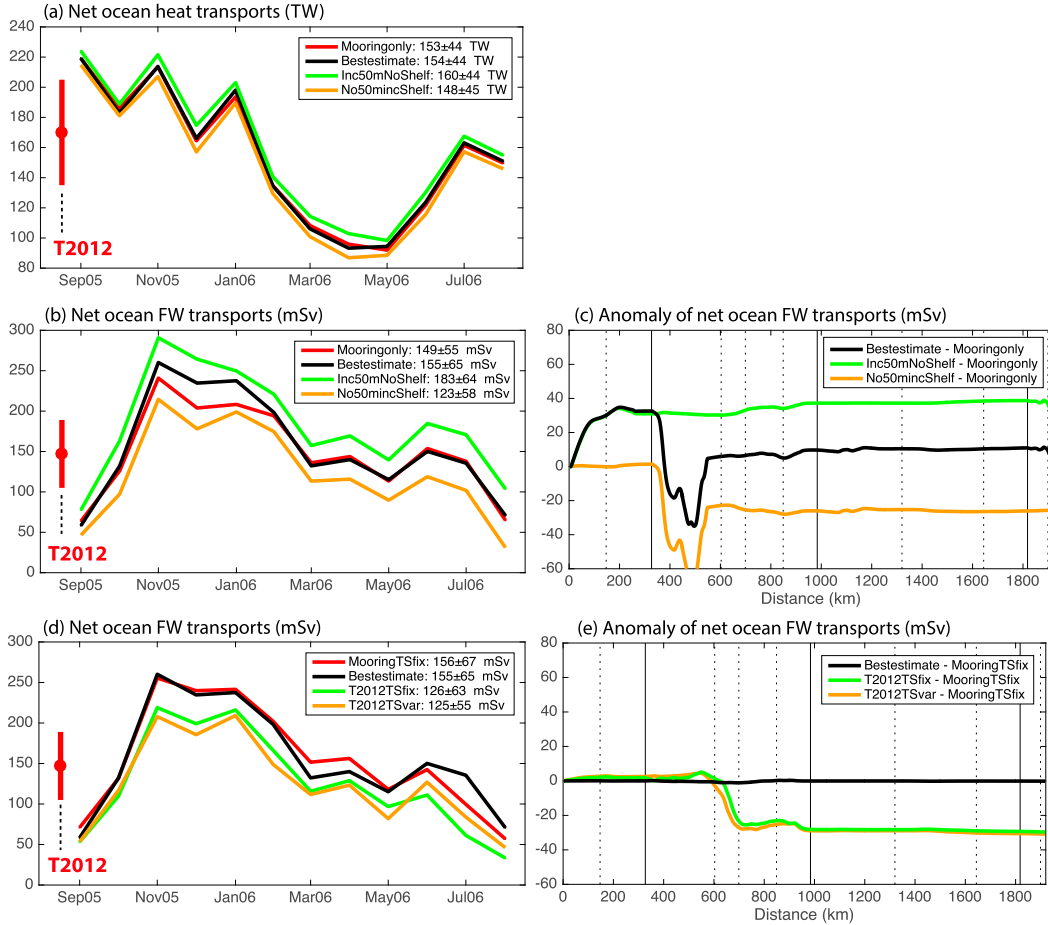 (a) Net ocean heat transports (TW)
240
220
200
180
160
140
120
100
80
Mooringonly: 153±44 TW
Bestestimate: 154±44 TW
Inc50mNoShelf: 160±44 TW
No50mincShelf: 148±45 TW
T2012
Sep05 Nov05 Jan06 Mar06 May06 Jul06
(b) Net ocean FW transports (mSv)
300
250
200
150
100
50
0
Mooringonly: 149±55 mSv
Bestestimate: 155±65 mSv
Inc50mNoShelf: 183±64 mSv
No50mincShelf: 123±58 mSv
T2012
Sep05 Nov05 Jan06 Mar06 May06 Jul06
(c) Anomaly of net ocean FW transports (mSv)
80
60
40
20
0
-20
-40
-60
Bestestimate - Mooringonly
Inc50mNoShelf - Mooringonly
No50mincShelf - Mooringonly
0 200 400 600 800 1000 1200 1400 1600 1800
Distance (km)
(d) Net ocean FW transports (mSv)
300
250
200
150
100
50
0
MooringTSfix: 156±67 mSv
Bestestimate: 155±65 mSv
T2012TSfix: 126±63 mSv
T2012TSvar: 125±55 mSv
T2012
Sep05 Nov05 Jan06 Mar06 May06 Jul06
(e) Anomaly of net ocean FW transports (mSv)
80
60
40
20
0
-20
-40
-60
Bestestimate - MooringTSfix
T2012TSfix - MooringTSfix
T2012TSvar - MooringTSfix
0 200 400 600 800 1000 1200 1400 1600 1800
Distance (km)